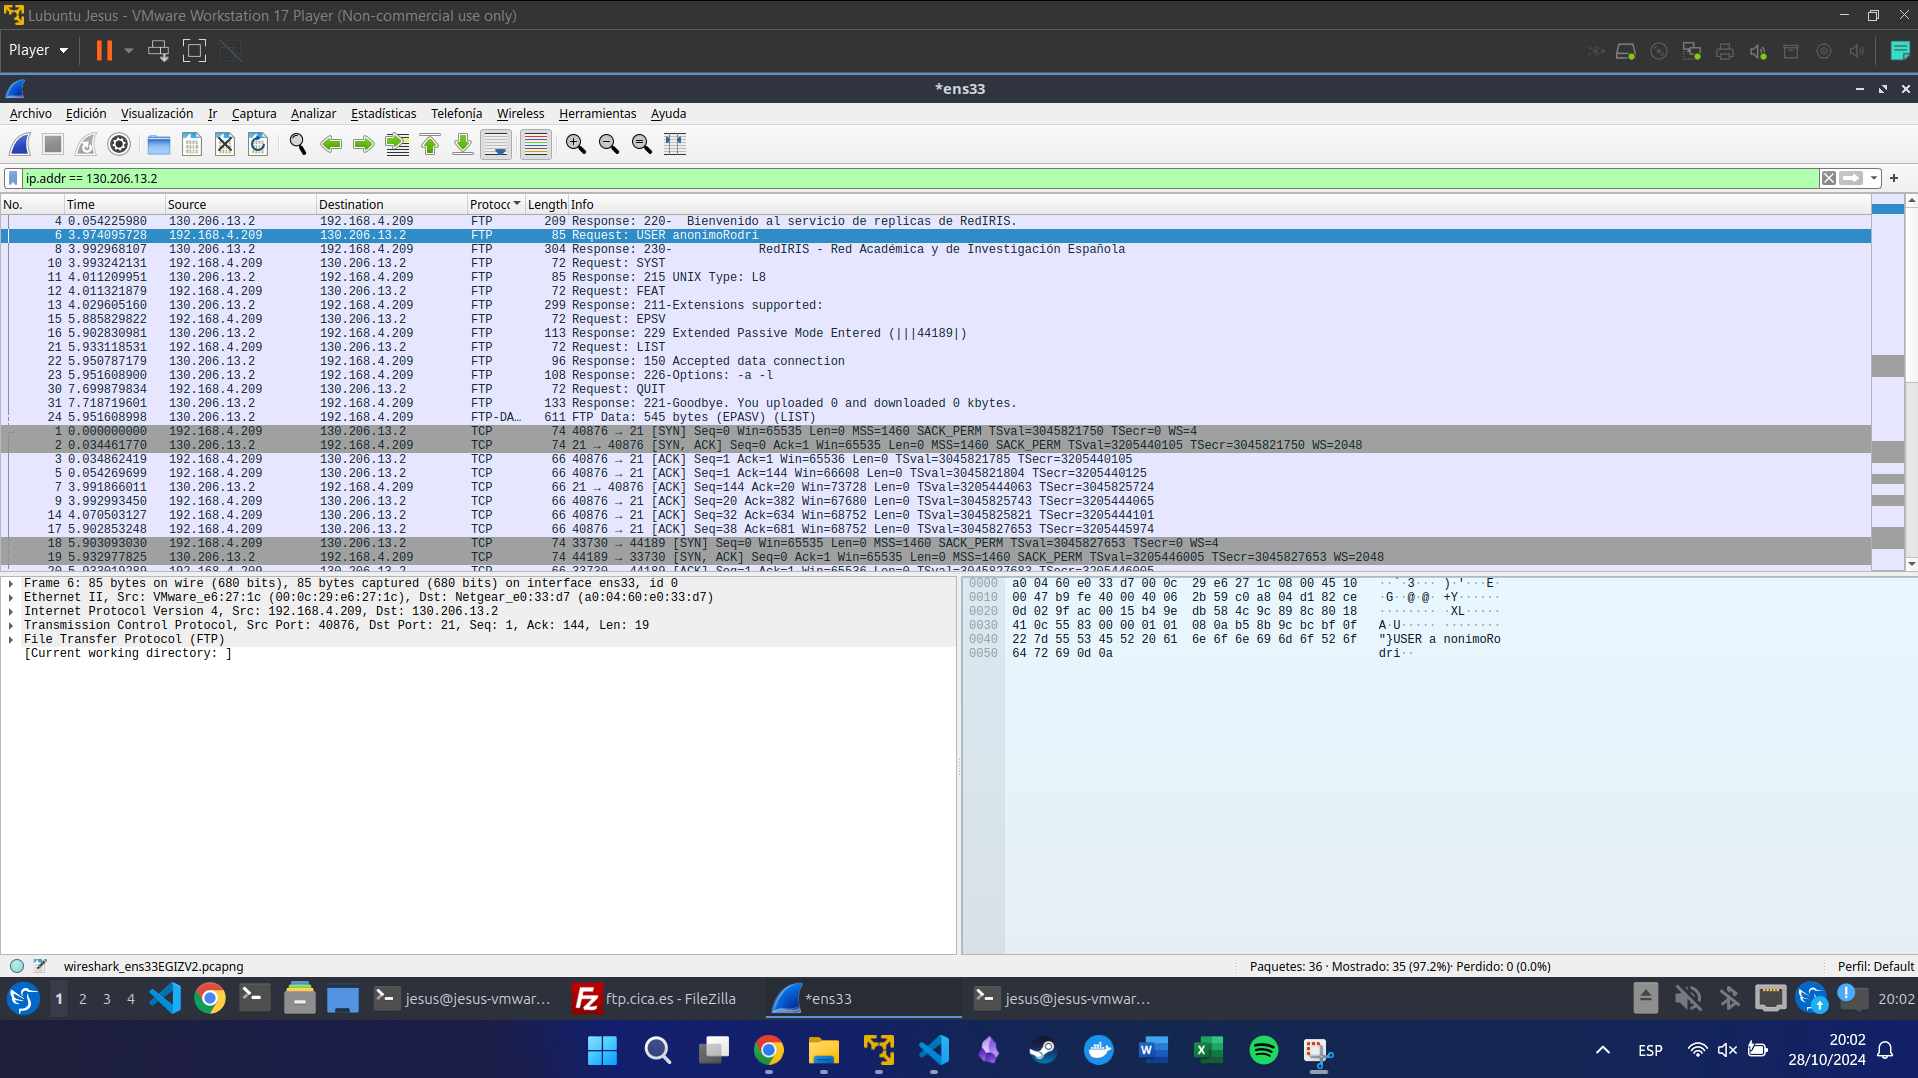 Lubuntu Jesus - VMware Workstation 17 Player (Non-commercial use only)
Player
*ens33
Archivo Edición Visualización Ir Captura Analizar Estadísticas Telefonía Wireless Herramientas Ayuda
ip.addr == 130.206.13.2
No. Time Source Destination Protoco Length Info
4 0.054225980 130.206.13.2 192.168.4.209 FTP 209 Response: 220- Bienvenido al servicio de replicas de RedIRIS.
6 3.974095728 192.168.4.209 130.206.13.2 FTP 85 Request: USER anonimoRodri
8 3.992968107 130.206.13.2 192.168.4.209 FTP 304 Response: 230- RedIRIS - Red Académica y de Investigación Española
10 3.993242131 192.168.4.209 130.206.13.2 FTP 72 Request: SYST
11 4.011209951 130.206.13.2 192.168.4.209 FTP 85 Response: 215 UNIX Type: L8
12 4.011321879 192.168.4.209 130.206.13.2 FTP 72 Request: FEAT
13 4.029605160 130.206.13.2 192.168.4.209 FTP 299 Response: 211-Extensions supported:
15 5.885829822 192.168.4.209 130.206.13.2 FTP 72 Request: EPSV
16 5.902830981 130.206.13.2 192.168.4.209 FTP 113 Response: 229 Extended Passive Mode Entered (|||44189|)
21 5.933118531 192.168.4.209 130.206.13.2 FTP 72 Request: LIST
22 5.950787179 130.206.13.2 192.168.4.209 FTP 96 Response: 150 Accepted data connection
23 5.951608900 130.206.13.2 192.168.4.209 FTP 108 Response: 226-Options: -a -l
30 7.699879834 192.168.4.209 130.206.13.2 FTP 72 Request: QUIT
31 7.718719601 130.206.13.2 192.168.4.209 FTP 133 Response: 221-Goodbye. You uploaded 0 and downloaded 0 kbytes.
24 5.951608998 130.206.13.2 192.168.4.209 FTP-DA… 611 FTP Data: 545 bytes (EPASV) (LIST)
1 0.000000000 192.168.4.209 130.206.13.2 TCP 74 40876 → 21 [SYN] Seq=0 Win=65535 Len=0 MSS=1460 SACK_PERM TSval=3045821750 TSecr=0 WS=4
2 0.034461770 130.206.13.2 192.168.4.209 TCP 74 21 → 40876 [SYN, ACK] Seq=0 Ack=1 Win=65535 Len=0 MSS=1460 SACK_PERM TSval=3205440105 TSecr=3045821750 WS=2048
3 0.034862419 192.168.4.209 130.206.13.2 TCP 66 40876 → 21 [ACK] Seq=1 Ack=1 Win=65536 Len=0 TSval=3045821785 TSecr=3205440105
5 0.054269699 192.168.4.209 130.206.13.2 TCP 66 40876 → 21 [ACK] Seq=1 Ack=144 Win=66608 Len=0 TSval=3045821804 TSecr=3205440125
7 3.991866011 130.206.13.2 192.168.4.209 TCP 66 21 → 40876 [ACK] Seq=144 Ack=20 Win=73728 Len=0 TSval=3205444063 TSecr=3045825724
9 3.992993450 192.168.4.209 130.206.13.2 TCP 66 40876 → 21 [ACK] Seq=20 Ack=382 Win=67680 Len=0 TSval=3045825743 TSecr=3205444065
14 4.070503127 192.168.4.209 130.206.13.2 TCP 66 40876 → 21 [ACK] Seq=32 Ack=634 Win=68752 Len=0 TSval=3045825821 TSecr=3205444101
17 5.902853248 192.168.4.209 130.206.13.2 TCP 66 40876 → 21 [ACK] Seq=38 Ack=681 Win=68752 Len=0 TSval=3045827653 TSecr=3205445974
18 5.903093030 192.168.4.209 130.206.13.2 TCP 74 33730 → 44189 [SYN] Seq=0 Win=65535 Len=0 MSS=1460 SACK_PERM TSval=3045827653 TSecr=0 WS=4
19 5.932977825 130.206.13.2 192.168.4.209 TCP 74 44189 → 33730 [SYN, ACK] Seq=0 Ack=1 Win=65535 Len=0 MSS=1460 SACK_PERM TSval=3205446005 TSecr=3045827653 WS=2048
20 5.933019289 192.168.4.209 130.206.13.2 TCP 66 33730 → 44189 [ACK] Seq=1 Ack=1 Win=65536 Len=0 TSval=3045827683 TSecr=3205446005
Frame 6: 85 bytes on wire (680 bits), 85 bytes captured (680 bits) on interface ens33, id 0
Ethernet II, Src: VMware_e6:27:1c (00:0c:29:e6:27:1c), Dst: Netgear_e0:33:d7 (a0:04:60:e0:33:d7)
Internet Protocol Version 4, Src: 192.168.4.209, Dst: 130.206.13.2
Transmission Control Protocol, Src Port: 40876, Dst Port: 21, Seq: 1, Ack: 144, Len: 19
File Transfer Protocol (FTP)
[Current working directory: ]
0000 a0 04 60 e0 33 d7 00 0c 29 e6 27 1c 08 00 45 10 ··`·3··· )·'···E·
0010 00 47 b9 fe 40 00 40 06 2b 59 c0 a8 04 d1 82 ce ·G··@·@· +Y······
0020 0d 02 9f ac 00 15 b4 9e db 58 4c 9c 89 8c 80 18 ········ ·XL·····
0030 41 0c 55 83 00 00 01 01 08 0a b5 8b 9c bc bf 0f A·U····· ········
0040 22 7d 55 53 45 52 20 61 6e 6f 6e 69 6d 6f 52 6f "}USER a nonimoRo
0050 64 72 69 0d 0a dri··
wireshark_ens33EGIZV2.pcapng
Paquetes: 36 · Mostrado: 35 (97.2%)· Perdido: 0 (0.0%)
Perfil: Default
1 2 3 4
jesus@jesus-vmwar…
ftp.cica.es - FileZilla
*ens33
jesus@jesus-vmwar…
20:02
ESP
20:02
28/10/2024